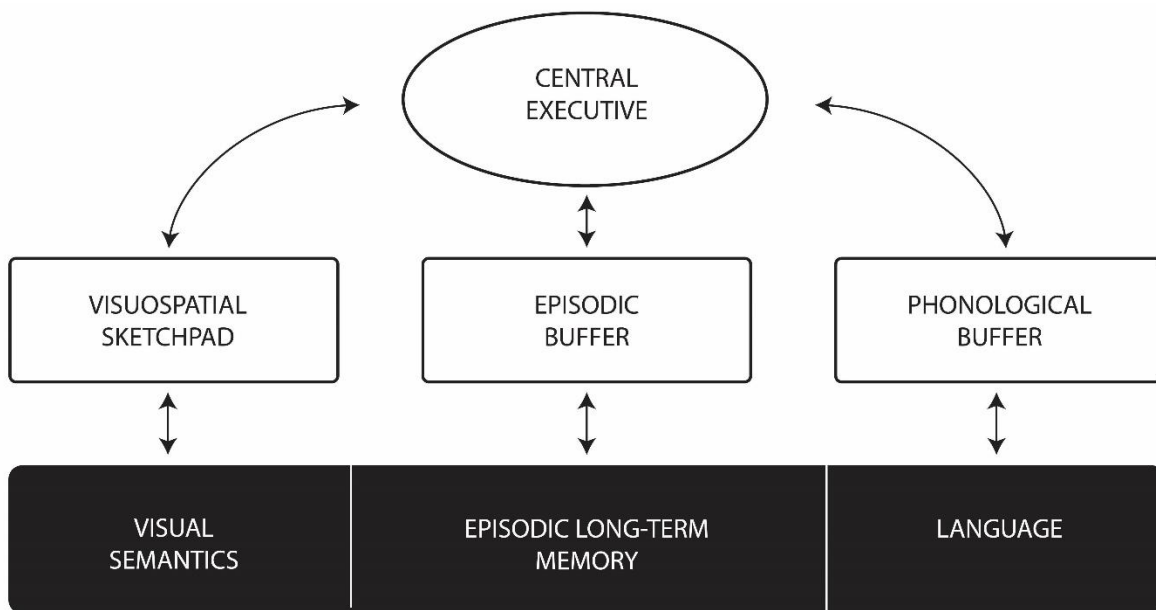 CENTRAL
EXECUTIVE
VISUOSPATIAL
SKETCHPAD
EPISODIC
BUFFER
PHONOLOGICAL
BUFFER
VISUAL
SEMANTICS
EPISODIC LONG-TERM
MEMORY
LANGUAGE